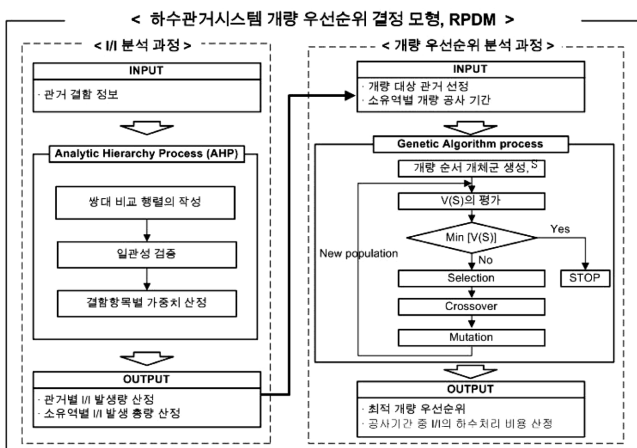 < 하수관거시스템 개량 우선순위 결정 모형, RPDM >
< I/I 분석 과정 >
INPUT
· 관거 결함 정보
Analytic Hierarchy Process (AHP)
쌍대 비교 행렬의 작성
일관성 검증
결함항목별 가중치 산정
OUTPUT
· 관거별 I/I 발생량 산정
· 소유역별 I/I 발생 총량 산정
< 개량 우선순위 분석 과정 >
INPUT
· 개량 대상 관거 선정
· 소유역별 개량 공사 기간
Genetic Algorithm process
개량 순서 개체군 생성, S
V(S)의 평가
Min [V(S)]
Yes
No
New population
STOP
Selection
Crossover
Mutation
OUTPUT
· 최적 개량 우선순위
· 공사기간 중 I/I의 하수처리 비용 산정